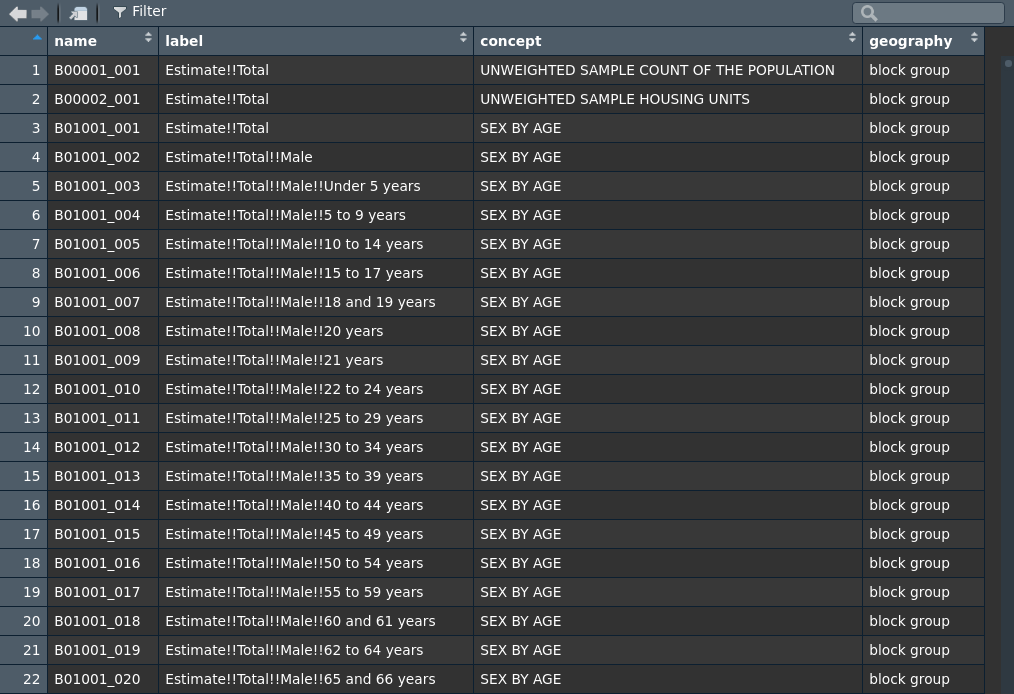 Filter
name label concept geography
1 B00001_001 Estimate!!Total UNWEIGHTED SAMPLE COUNT OF THE POPULATION block group
2 B00002_001 Estimate!!Total UNWEIGHTED SAMPLE HOUSING UNITS block group
3 B01001_001 Estimate!!Total SEX BY AGE block group
4 B01001_002 Estimate!!Total!!Male SEX BY AGE block group
5 B01001_003 Estimate!!Total!!Male!!Under 5 years SEX BY AGE block group
6 B01001_004 Estimate!!Total!!Male!!5 to 9 years SEX BY AGE block group
7 B01001_005 Estimate!!Total!!Male!!10 to 14 years SEX BY AGE block group
8 B01001_006 Estimate!!Total!!Male!!15 to 17 years SEX BY AGE block group
9 B01001_007 Estimate!!Total!!Male!!18 and 19 years SEX BY AGE block group
10 B01001_008 Estimate!!Total!!Male!!20 years SEX BY AGE block group
11 B01001_009 Estimate!!Total!!Male!!21 years SEX BY AGE block group
12 B01001_010 Estimate!!Total!!Male!!22 to 24 years SEX BY AGE block group
13 B01001_011 Estimate!!Total!!Male!!25 to 29 years SEX BY AGE block group
14 B01001_012 Estimate!!Total!!Male!!30 to 34 years SEX BY AGE block group
15 B01001_013 Estimate!!Total!!Male!!35 to 39 years SEX BY AGE block group
16 B01001_014 Estimate!!Total!!Male!!40 to 44 years SEX BY AGE block group
17 B01001_015 Estimate!!Total!!Male!!45 to 49 years SEX BY AGE block group
18 B01001_016 Estimate!!Total!!Male!!50 to 54 years SEX BY AGE block group
19 B01001_017 Estimate!!Total!!Male!!55 to 59 years SEX BY AGE block group
20 B01001_018 Estimate!!Total!!Male!!60 and 61 years SEX BY AGE block group
21 B01001_019 Estimate!!Total!!Male!!62 to 64 years SEX BY AGE block group
22 B01001_020 Estimate!!Total!!Male!!65 and 66 years SEX BY AGE block group